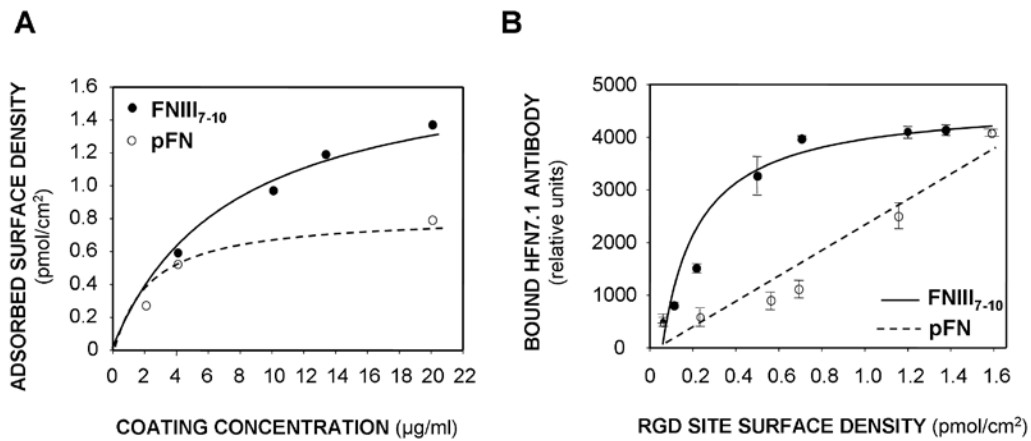 A
ADSORBED SURFACE DENSITY
(pmol/cm²)
1.6
1.4
1.2
1.0
0.8
0.6
0.4
0.2
0
FNIII₇₋₁₀
pFN
0 2 4 6 8 10 12 14 16 18 20 22
COATING CONCENTRATION (µg/ml)
B
BOUND HFN7.1 ANTIBODY
(relative units)
5000
4000
3000
2000
1000
0
FNIII₇₋₁₀
pFN
0 0.2 0.4 0.6 0.8 1.0 1.2 1.4 1.6
RGD SITE SURFACE DENSITY (pmol/cm²)